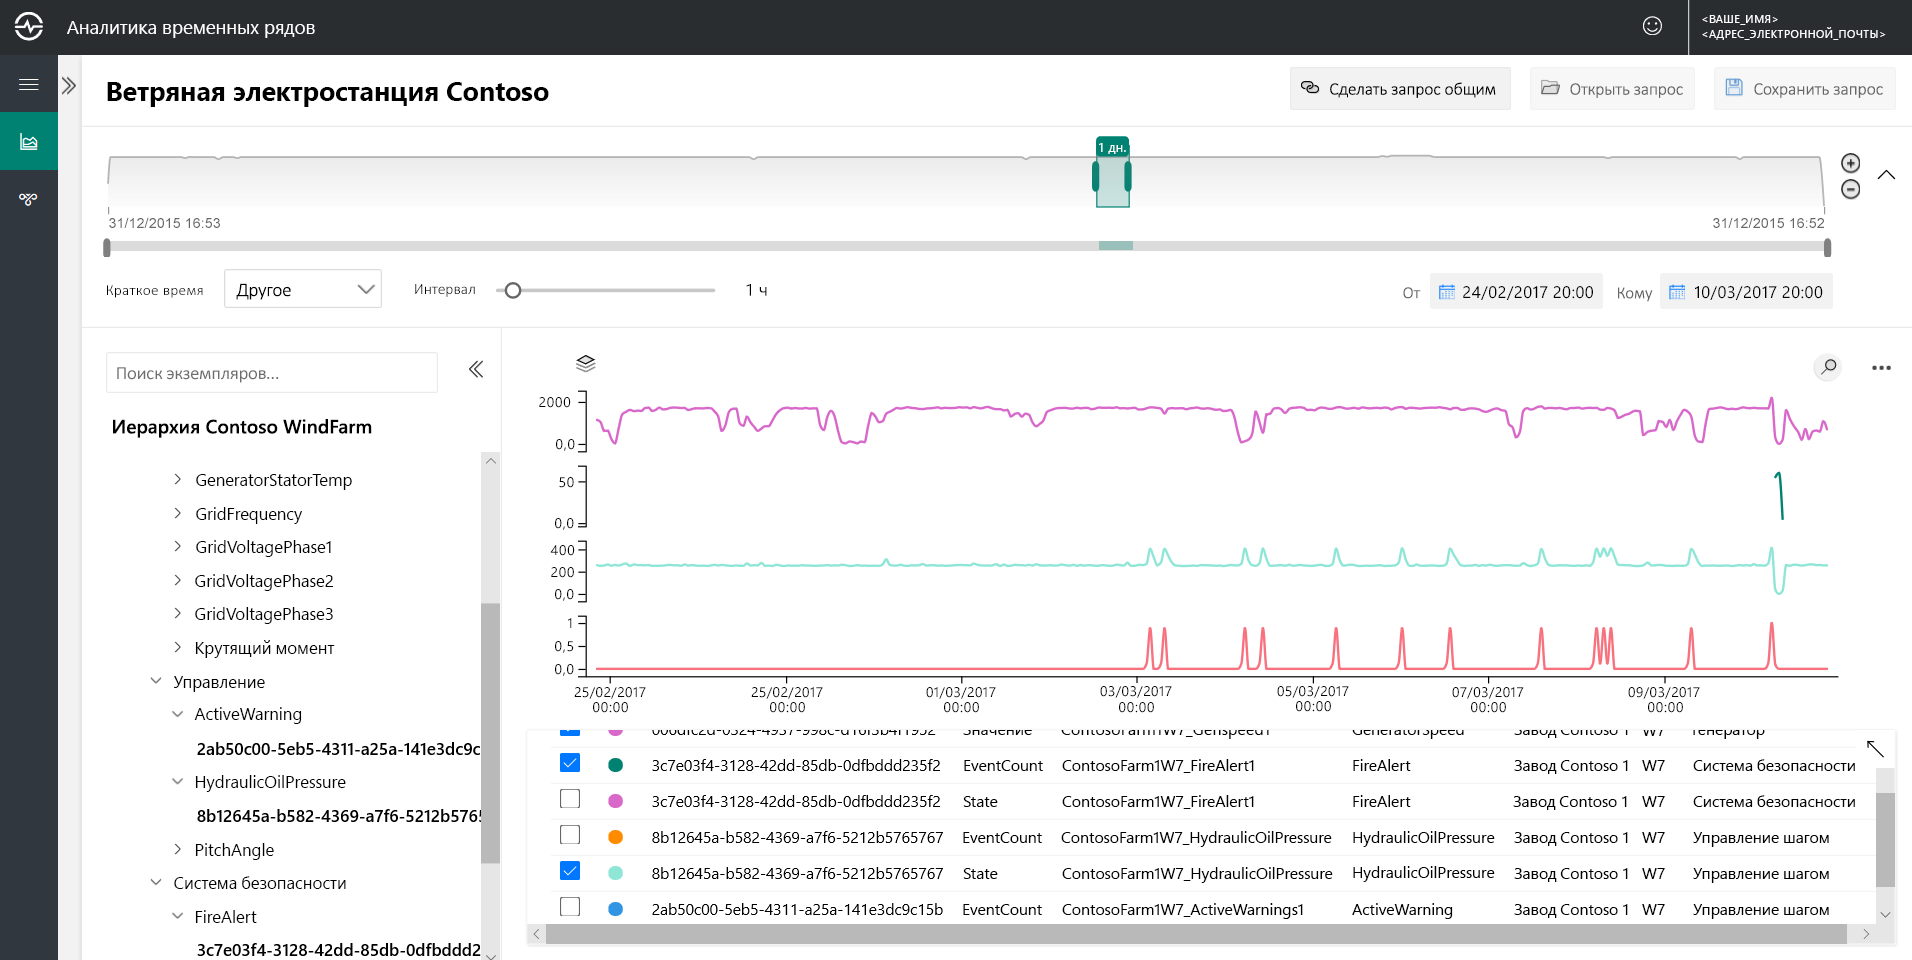 Аналитика временных рядов
<ВАШЕ_ИМЯ>
<АДРЕС_ЭЛЕКТРОННОЙ_ПОЧТЫ>
Ветряная электростанция Contoso
Сделать запрос общим
Открыть запрос
Сохранить запрос
1 дн.
31/12/2015 16:53
31/12/2015 16:52
Краткое время
Другое
Интервал
1 ч
От
24/02/2017 20:00
Кому
10/03/2017 20:00
Поиск экземпляров...
Иерархия Contoso WindFarm
GeneratorStatorTemp
GridFrequency
GridVoltagePhase1
GridVoltagePhase2
GridVoltagePhase3
Крутящий момент
Управление
ActiveWarning
2ab50c00-5eb5-4311-a25a-141e3dc9c
HydraulicOilPressure
8b12645a-b582-4369-a7f6-5212b576
PitchAngle
Система безопасности
FireAlert
3c7e03f4-3128-42dd-85db-0dfbddd2
2000
0,0
50
0,0
400
200
0,0
1
0,5
0,0
25/02/2017 00:00
25/02/2017 00:00
01/03/2017 00:00
03/03/2017 00:00
05/03/2017 00:00
07/03/2017 00:00
09/03/2017 00:00
Значение ContosoFarm1W7_Genspeed1 GeneratorSpeed Завод Contoso 1 W7 Генератор
3c7e03f4-3128-42dd-85db-0dfbddd235f2 EventCount ContosoFarm1W7_FireAlert1 FireAlert Завод Contoso 1 W7 Система безопасности
3c7e03f4-3128-42dd-85db-0dfbddd235f2 State ContosoFarm1W7_FireAlert1 FireAlert Завод Contoso 1 W7 Система безопасности
8b12645a-b582-4369-a7f6-5212b5765767 EventCount ContosoFarm1W7_HydraulicOilPressure HydraulicOilPressure Завод Contoso 1 W7 Управление шагом
8b12645a-b582-4369-a7f6-5212b5765767 State ContosoFarm1W7_HydraulicOilPressure HydraulicOilPressure Завод Contoso 1 W7 Управление шагом
2ab50c00-5eb5-4311-a25a-141e3dc9c15b EventCount ContosoFarm1W7_ActiveWarnings1 ActiveWarning Завод Contoso 1 W7 Управление шагом